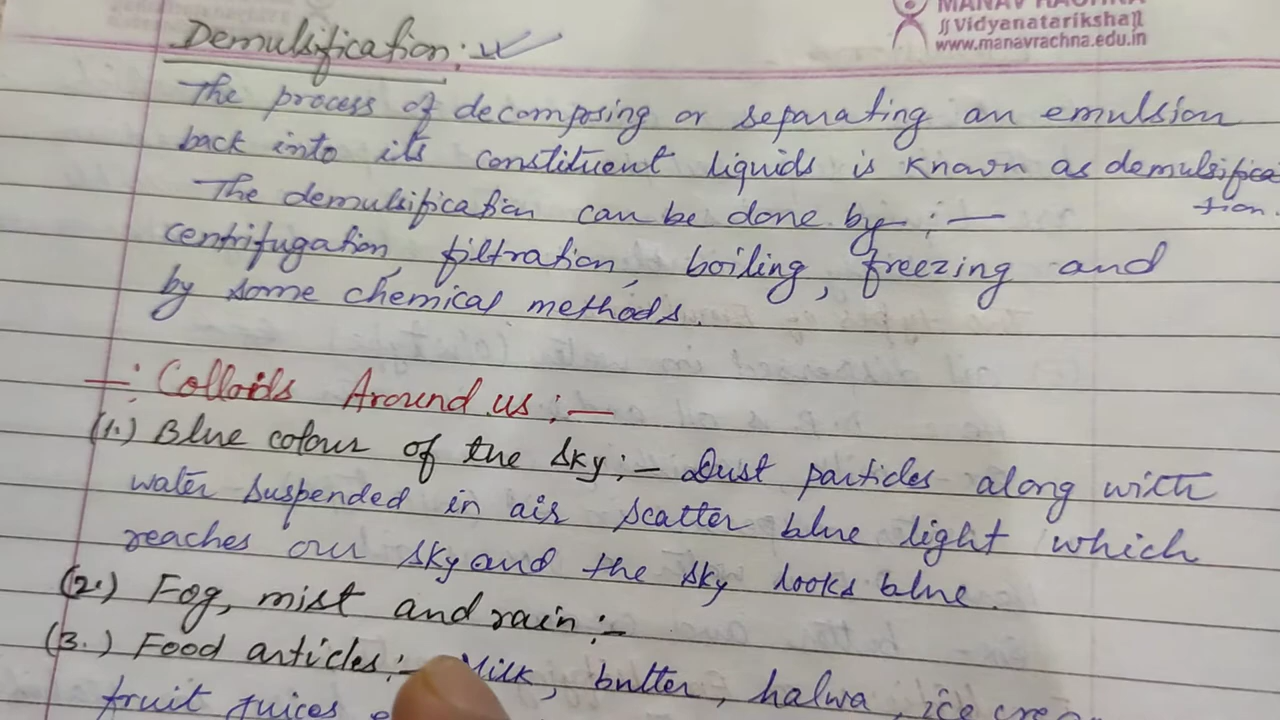 MANAV RACHNA
॥Vidyanatariksha॥
www.manavrachna.edu.in
Demulsification:
The process of decomposing or separating an emulsion
back into its constituent liquids is known as demulsifica
tion.
The demulsification can be done by :—
centrifugation, filtration, boiling, freezing and
by some chemical methods.
—: Colloids Around us :—
(1.) Blue colour of the sky :— Dust particles along with
water suspended in air scatter blue light which
reaches our sky and the sky looks blue.
(2.) Fog, mist and rain :—
(3.) Food articles :— Milk, butter, halwa, ice
fruit juices